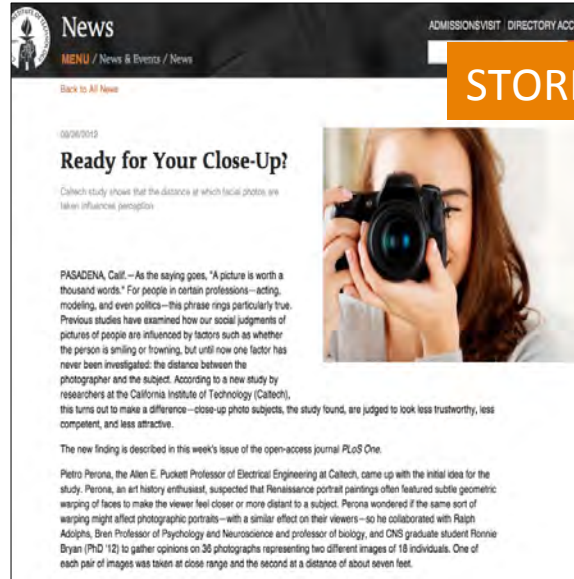 News
ADMISSIONS VISIT DIRECTORY ACC
MENU / News & Events / News
STORI
Back to All News
Ready for Your Close-Up?
Caltech study shows that the distance at which facial photos are
taken influences perception
PASADENA, Calif.—As the saying goes, "A picture is worth a
thousand words." For people in certain professions—acting,
modeling, and even politics—this phrase rings particularly true.
Previous studies have examined how our social judgments of
pictures of people are influenced by factors such as whether
the person is smiling or frowning, but until now one factor has
never been investigated: the distance between the
photographer and the subject. According to a new study by
researchers at the California Institute of Technology (Caltech),
this turns out to make a difference—close-up photo subjects, the study found, are judged to look less trustworthy, less
competent, and less attractive.
The new finding is described in this week's issue of the open-access journal PLoS One.
Pietro Perona, the Allen E. Puckett Professor of Electrical Engineering at Caltech, came up with the initial idea for the
study. Perona, an art history enthusiast, suspected that Renaissance portrait paintings often featured subtle geometric
warping of faces to make the viewer feel closer or more distant to a subject. Perona wondered if the same sort of
warping might affect photographic portraits—with a similar effect on their viewers—so he collaborated with Ralph
Adolphs, Bren Professor of Psychology and Neuroscience and professor of biology, and CNS graduate student Ronnie
Bryan (PhD '12) to gather opinions on 36 photographs representing two different images of 18 individuals. One of
each pair of images was taken at close range and the second at a distance of about seven feet.